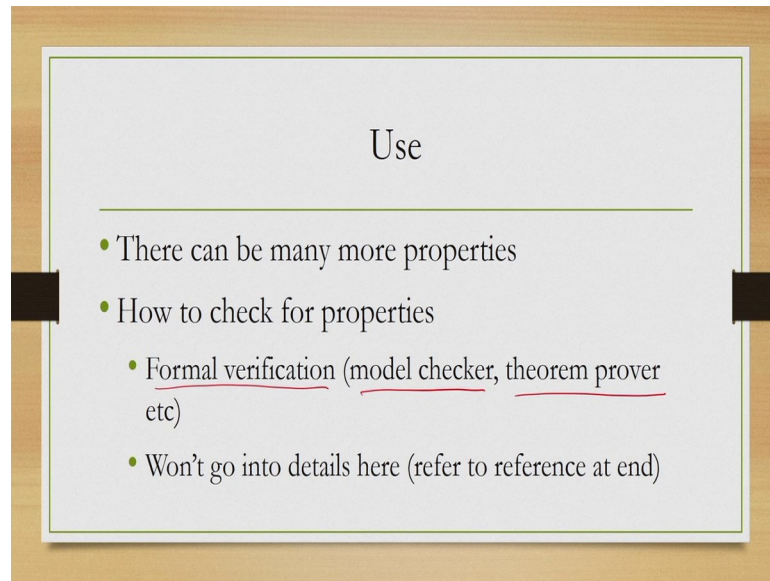 Use
• There can be many more properties
• How to check for properties
• Formal verification (model checker, theorem prover
etc)
• Won't go into details here (refer to reference at end)